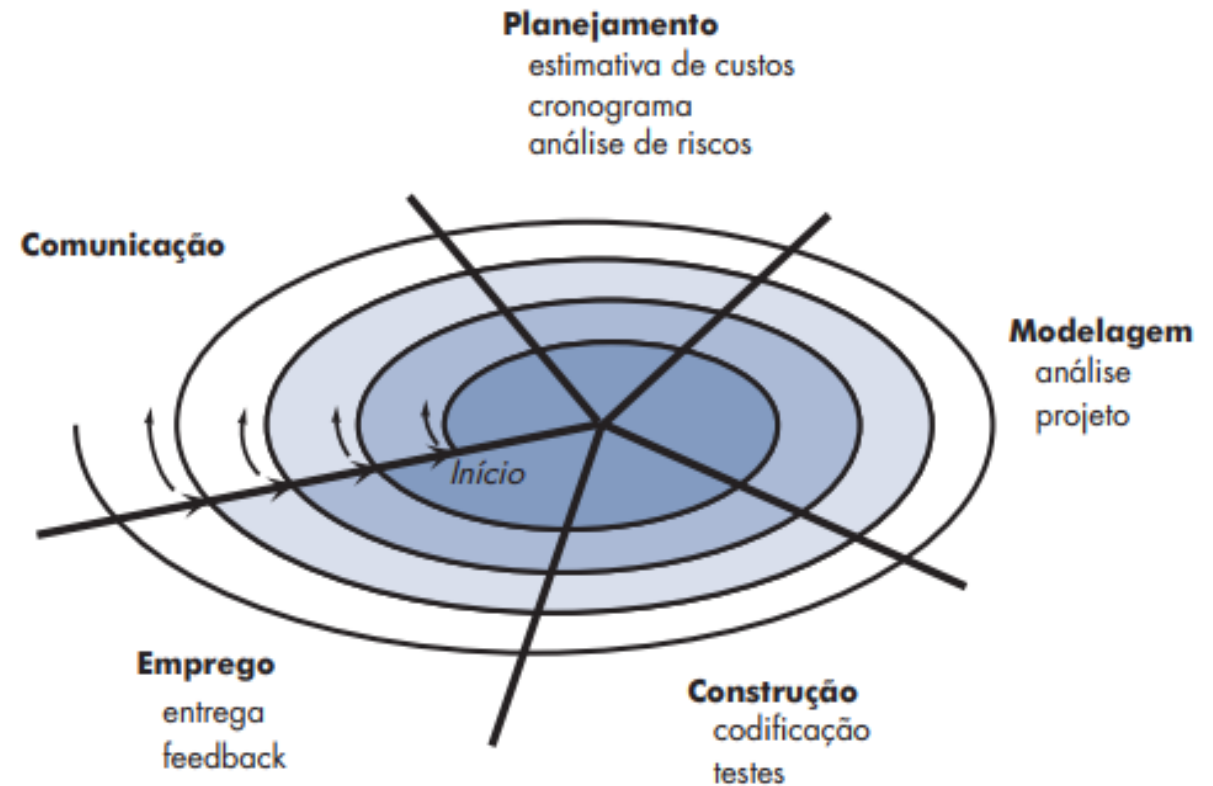 Planejamento
estimativa de custos
cronograma
análise de riscos
Comunicação
Modelagem
análise
projeto
Início
Emprego
entrega
feedback
Construção
codificação
testes